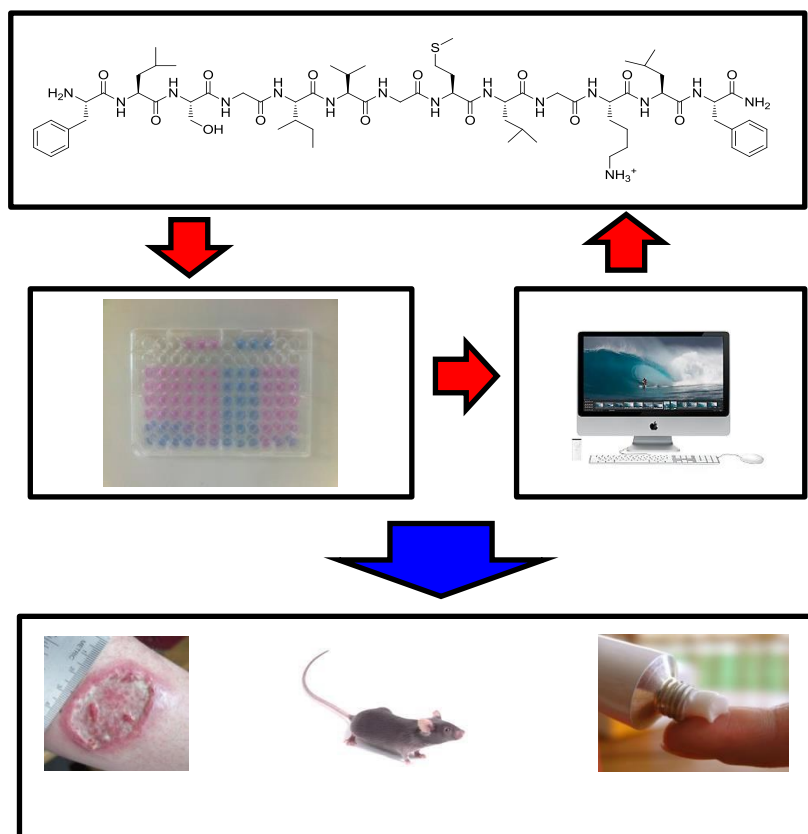 S
O O O O O O O
H₂N H N H N H N H N H N H N NH₂
N H N H N H N H N H N H
O O O O O O
OH
NH₃⁺